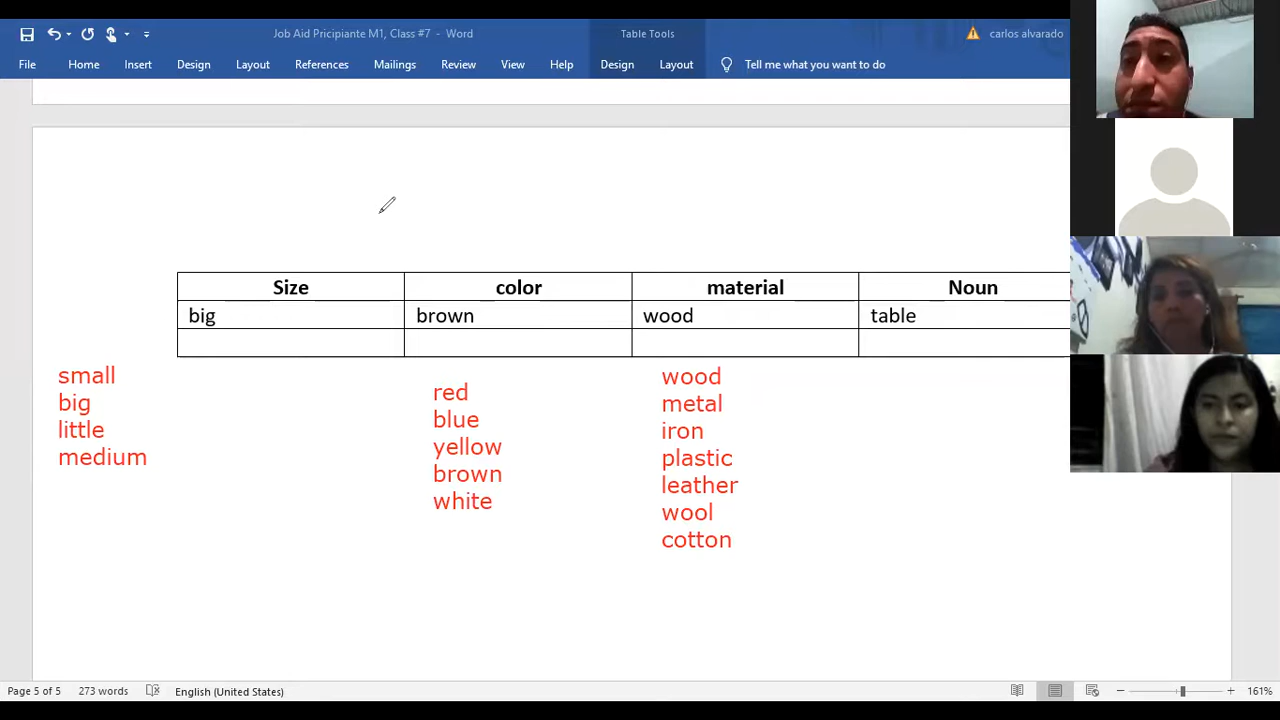 Job Aid Pricipiante M1, Class #7 - Word
Table Tools
carlos alvarado
File Home Insert Design Layout References Mailings Review View Help Design Layout Tell me what you want to do
Size color material Noun
big brown wood table
small
big
little
medium
red
blue
yellow
brown
white
wood
metal
iron
plastic
leather
wool
cotton
Page 5 of 5 273 words English (United States) 161%